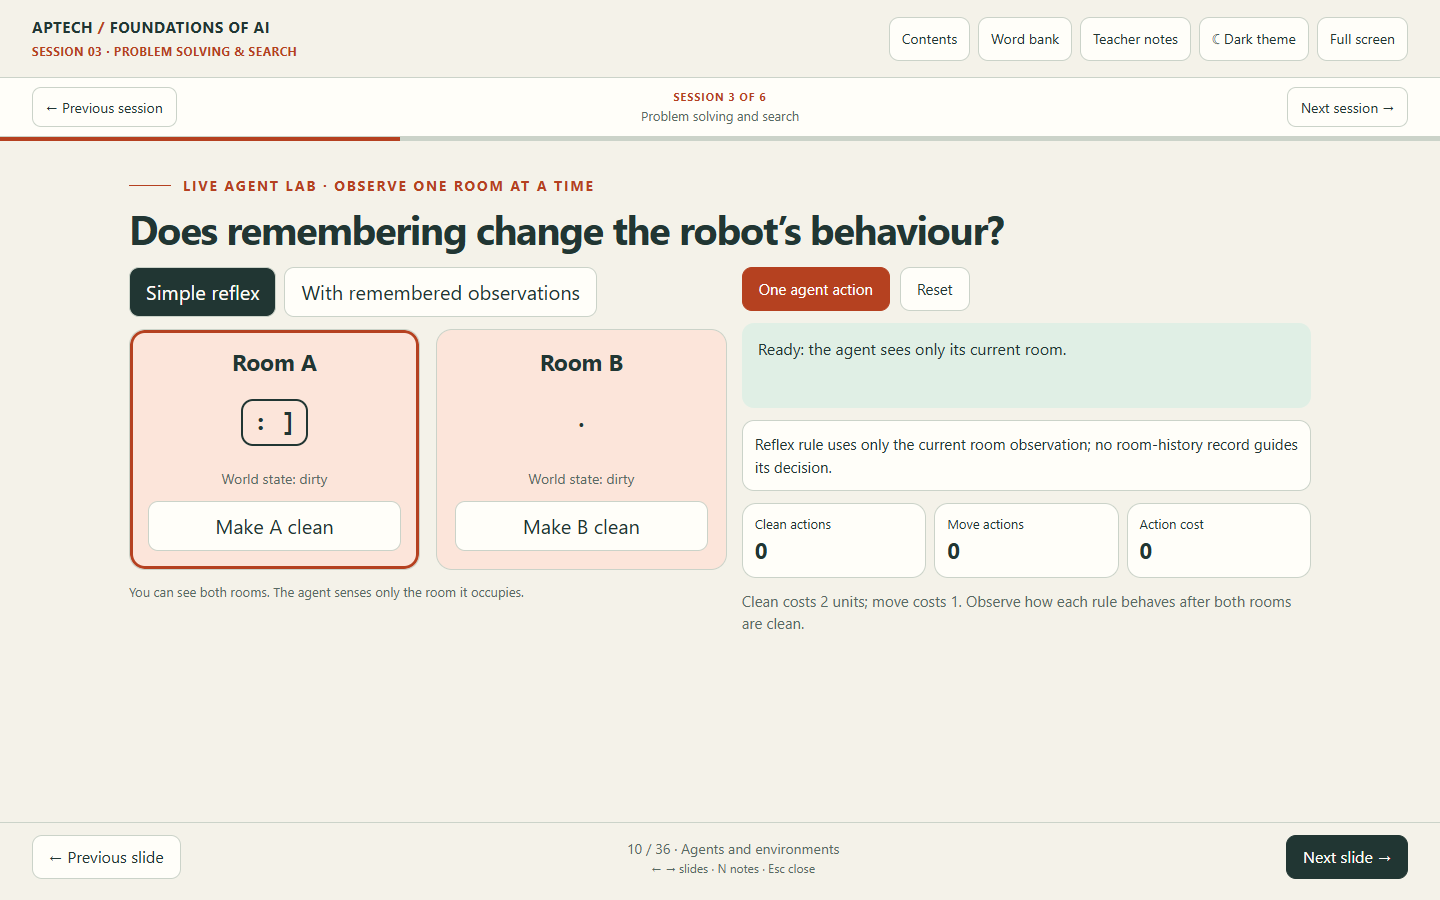 APTECH / FOUNDATIONS OF AI
SESSION 03 · PROBLEM SOLVING & SEARCH
Contents
Word bank
Teacher notes
☾ Dark theme
Full screen
← Previous session
SESSION 3 OF 6
Problem solving and search
Next session →
LIVE AGENT LAB · OBSERVE ONE ROOM AT A TIME
Does remembering change the robot’s behaviour?
Simple reflex
With remembered observations
One agent action
Reset
Room A
: ]
World state: dirty
Make A clean
Room B
·
World state: dirty
Make B clean
You can see both rooms. The agent senses only the room it occupies.
Ready: the agent sees only its current room.
Reflex rule uses only the current room observation; no room-history record guides
its decision.
Clean actions
0
Move actions
0
Action cost
0
Clean costs 2 units; move costs 1. Observe how each rule behaves after both rooms
are clean.
← Previous slide
10 / 36 · Agents and environments
← → slides · N notes · Esc close
Next slide →